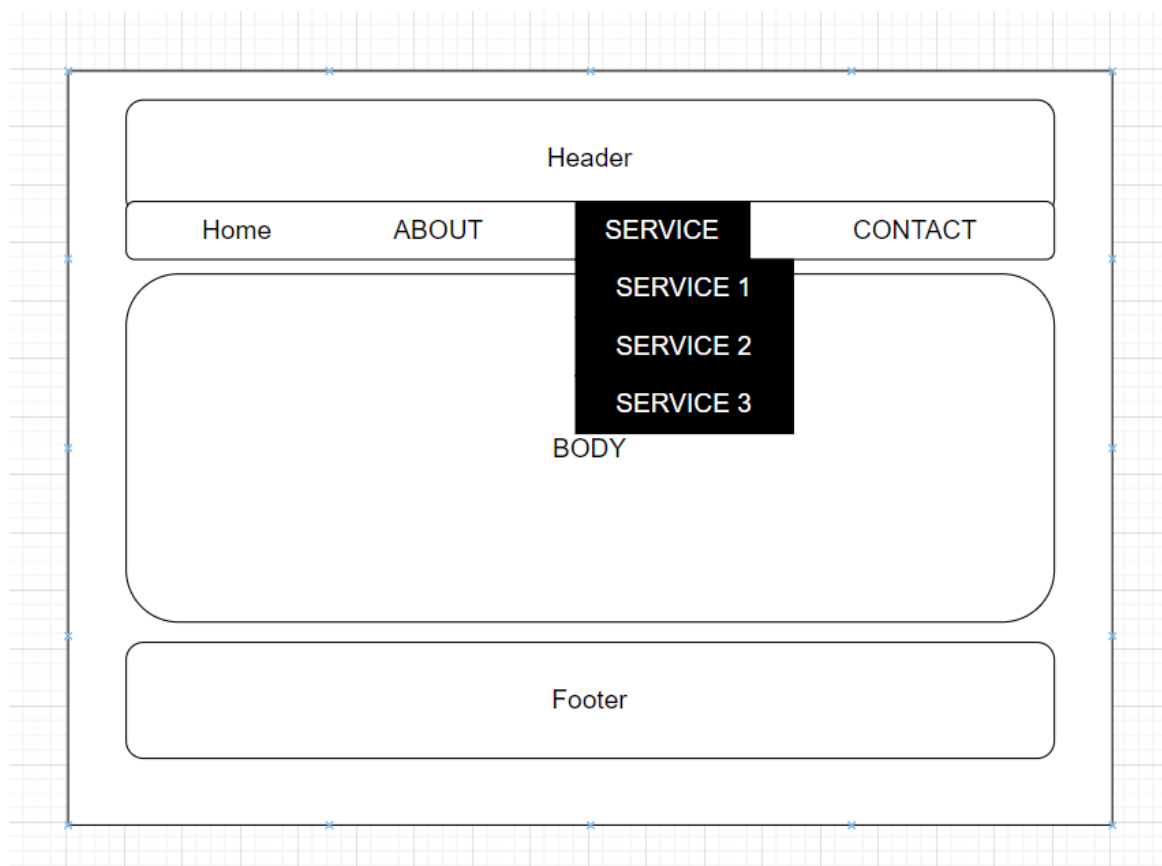 Header
Home ABOUT SERVICE CONTACT
SERVICE 1
SERVICE 2
SERVICE 3
BODY
Footer